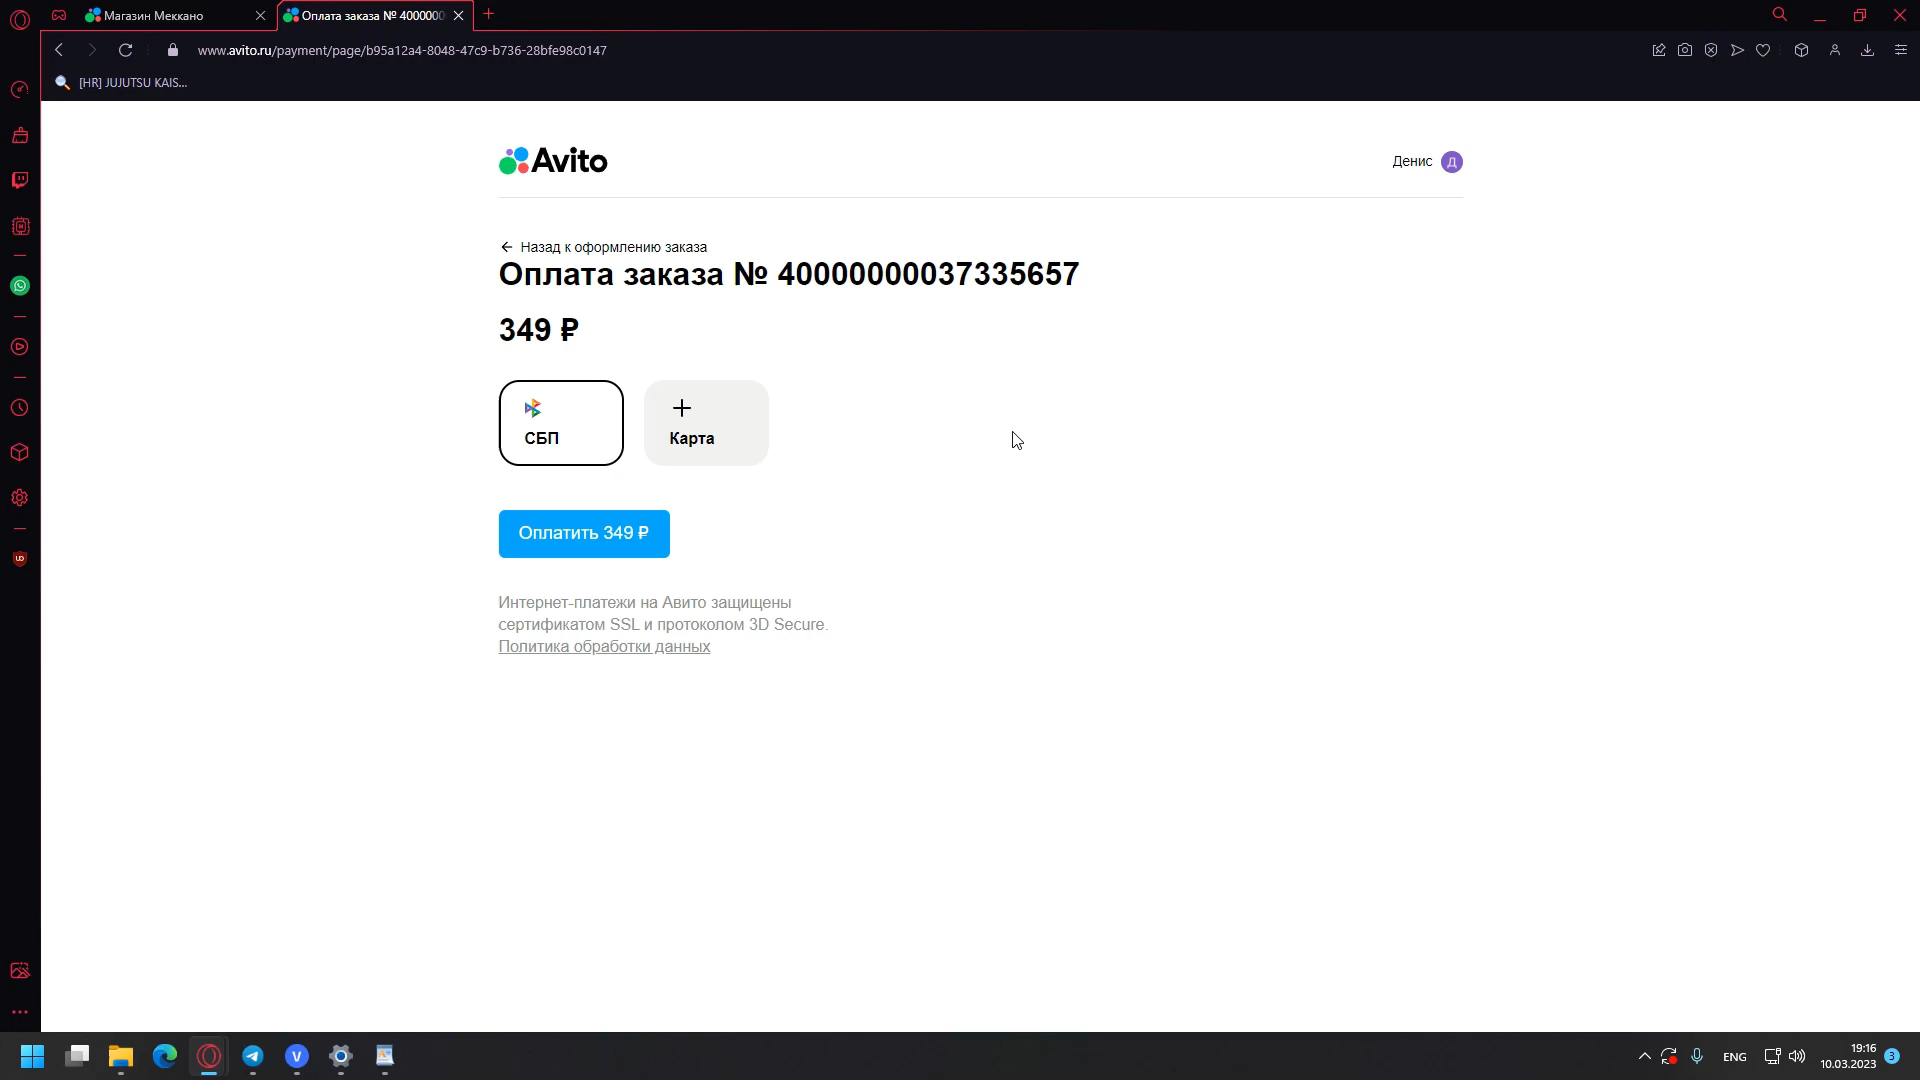 Магазин Меккано
Оплата заказа № 4000000
www.avito.ru/payment/page/b95a12a4-8048-47c9-b736-28bfe98c0147
[HR] JUJUTSU KAIS...
Avito
Денис Д
Назад к оформлению заказа
Оплата заказа № 40000000037335657
349 ₽
СБП
Карта
Оплатить 349 ₽
Интернет-платежи на Авито защищены
сертификатом SSL и протоколом 3D Secure.
Политика обработки данных
V
ENG
19:16
10.03.2023
3